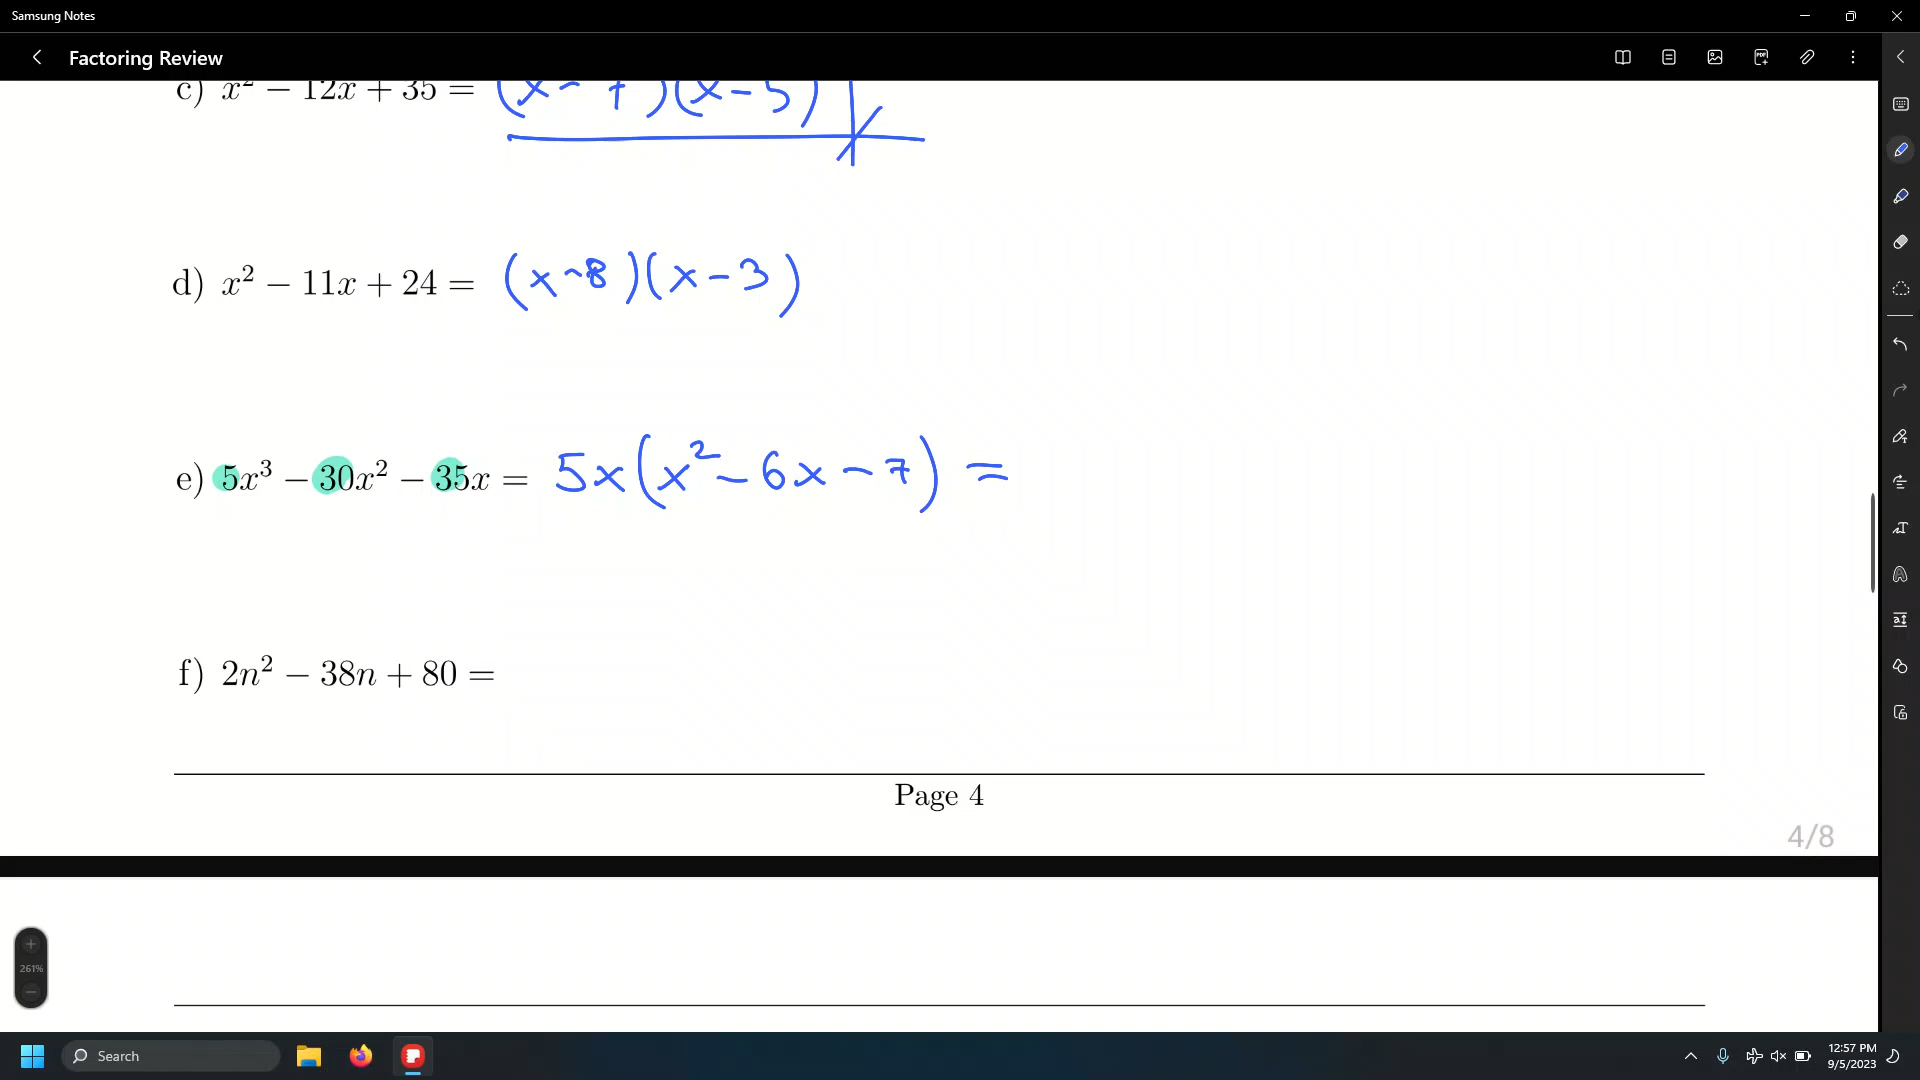 Samsung Notes
Factoring Review
c) x² − 12x + 35 = (x − 7)(x − 5)
d) x² − 11x + 24 = (x − 8)(x − 3)
e) 5x³ − 30x² − 35x = 5x(x² − 6x − 7) =
f) 2n² − 38n + 80 =
Page 4
4/8
261%
Search
12:57 PM
9/5/2023